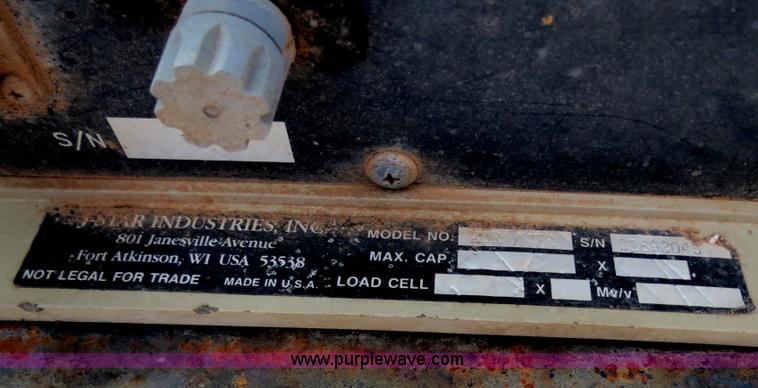 S/N
J-STAR INDUSTRIES, INC.
801 Janesville Avenue
Fort Atkinson, WI USA 53538
NOT LEGAL FOR TRADE MADE IN U.S.A.
MODEL NO. S/N
MAX. CAP. X
LOAD CELL X Mv/v
www.purplewave.com